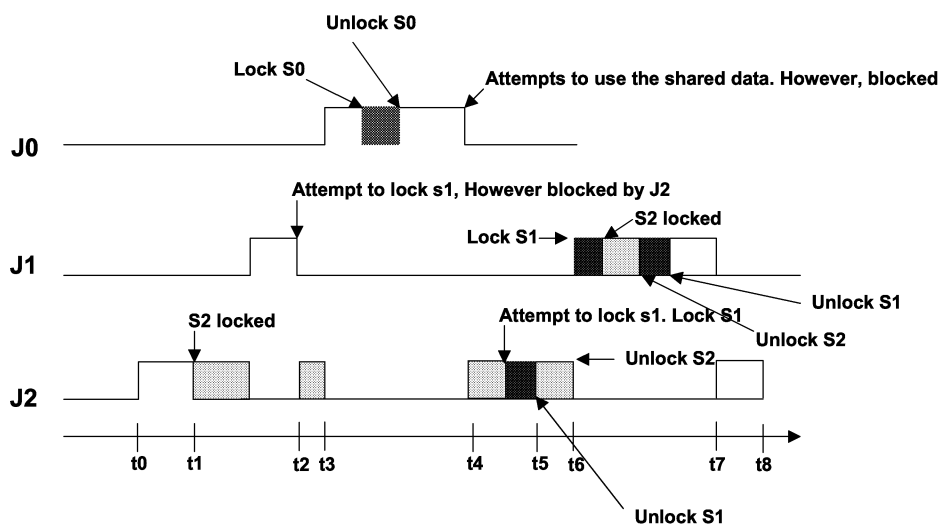 Unlock S0
Lock S0
Attempts to use the shared data. However, blocked
J0
Attempt to lock s1, However blocked by J2
S2 locked
Lock S1
J1
Unlock S1
Attempt to lock s1. Lock S1
S2 locked
Unlock S2
Unlock S2
J2
t0 t1 t2 t3 t4 t5 t6 t7 t8
Unlock S1